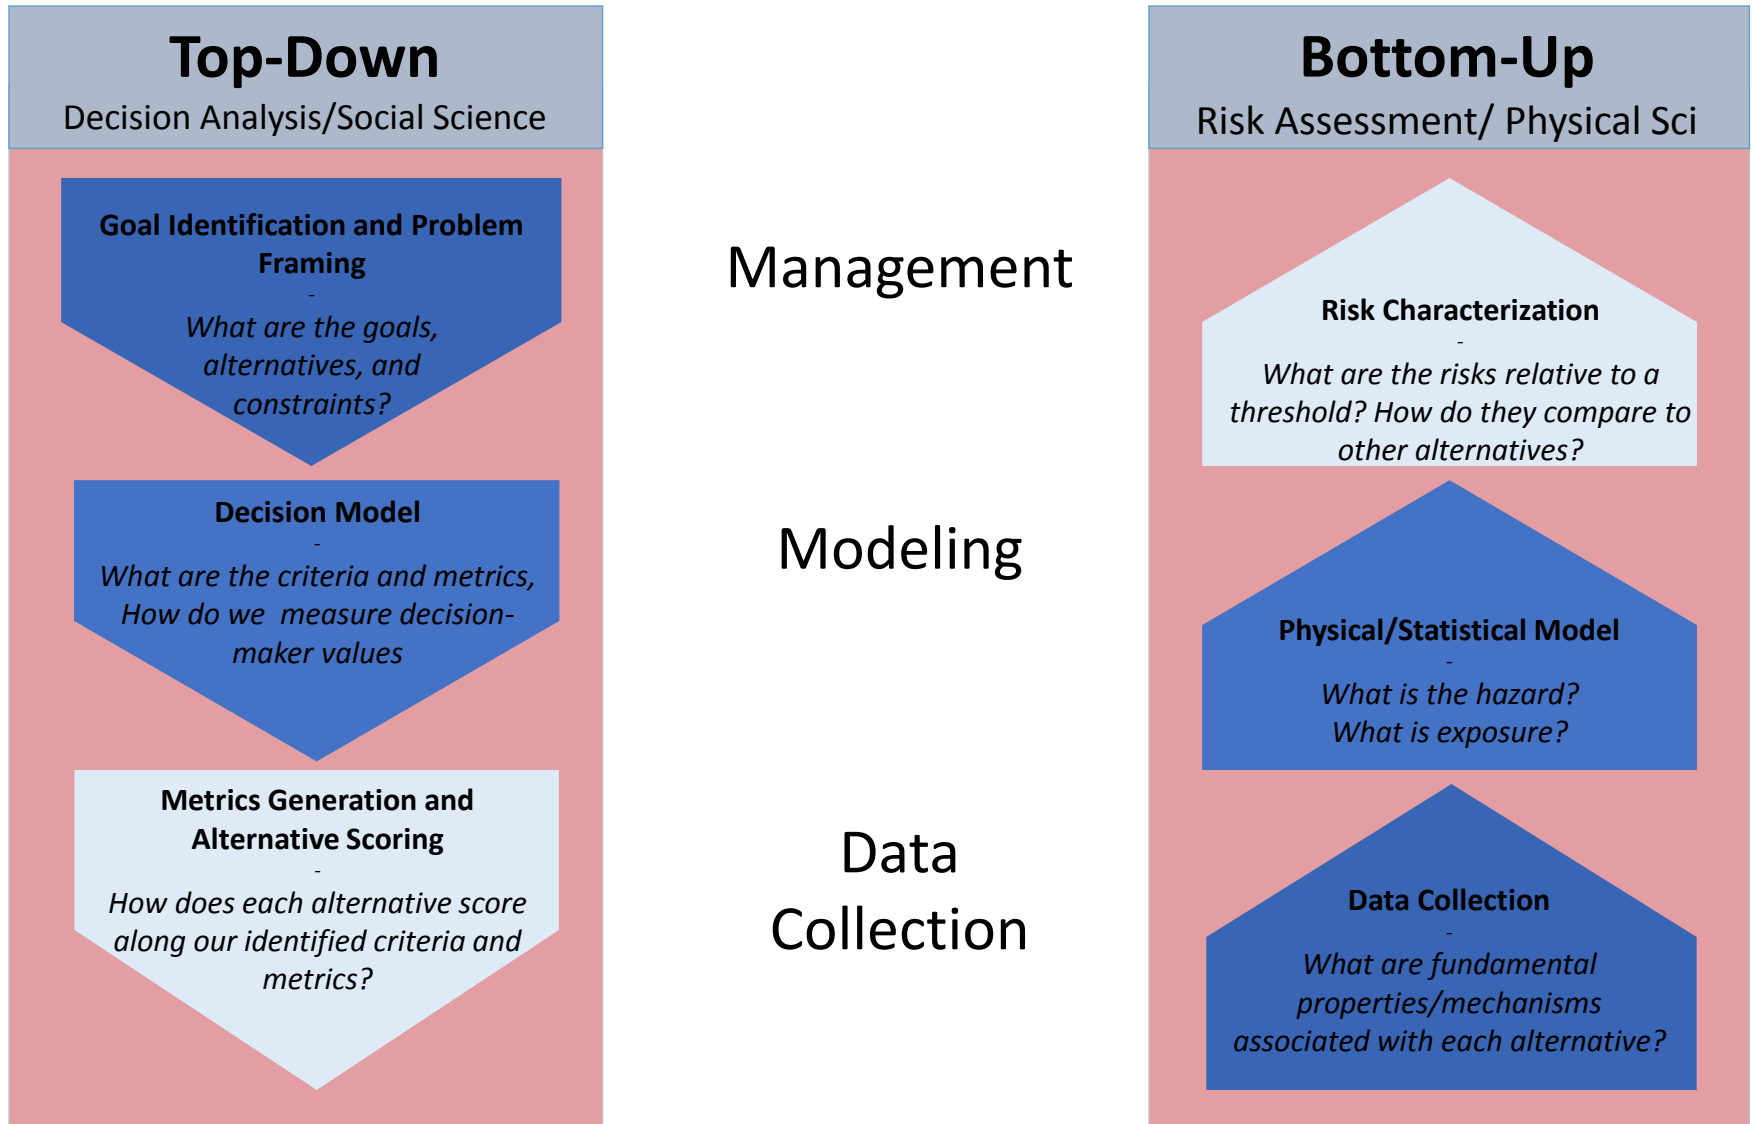 Top-Down
Decision Analysis/Social Science
Goal Identification and Problem
Framing
-
What are the goals,
alternatives, and
constraints?
Decision Model
-
What are the criteria and metrics,
How do we  measure decision-
maker values
Metrics Generation and
Alternative Scoring
-
How does each alternative score
along our identified criteria and
metrics?
Management
Modeling
Data
Collection
Bottom-Up
Risk Assessment/ Physical Sci
Risk Characterization
-
What are the risks relative to a
threshold? How do they compare to
other alternatives?
Physical/Statistical Model
-
What is the hazard?
What is exposure?
Data Collection
-
What are fundamental
properties/mechanisms
associated with each alternative?